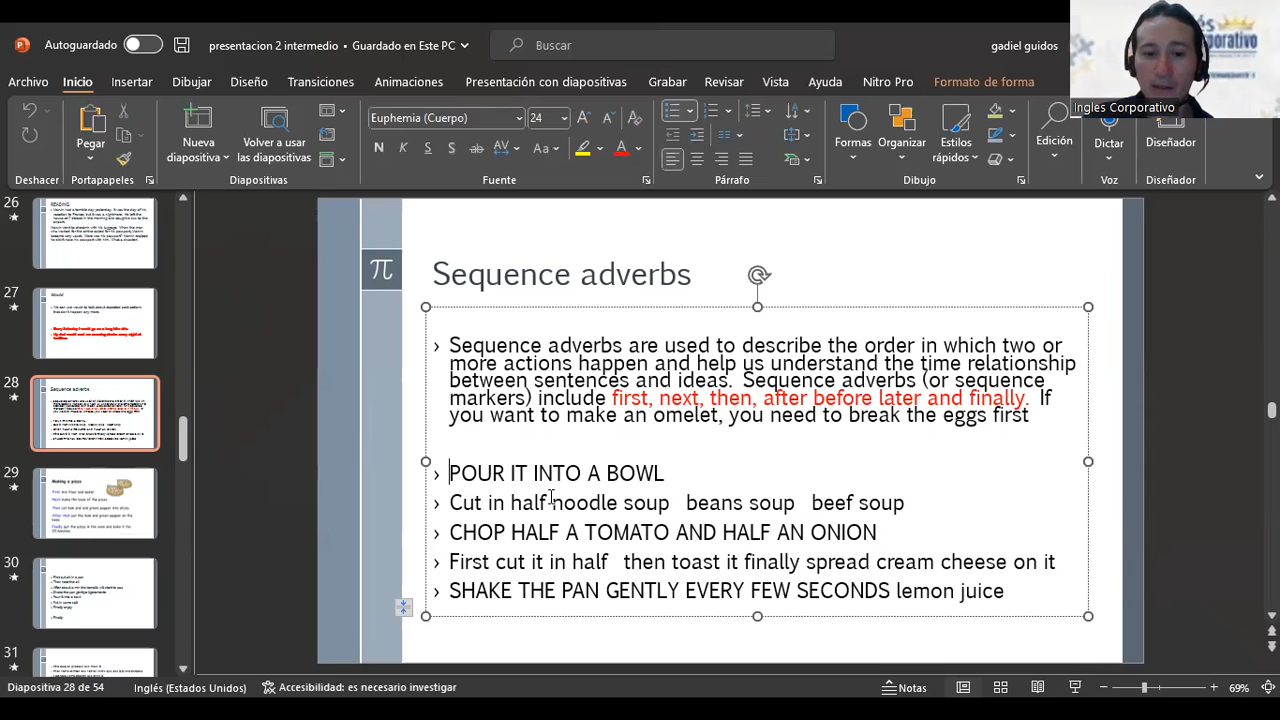 Autoguardado
presentacion 2 intermedio • Guardado en Este PC
Buscar
gadiel guidos
Archivo Inicio Insertar Dibujar Diseño Transiciones Animaciones Presentación con diapositivas Grabar Revisar Vista Ayuda Nitro Pro Formato de forma
Ingles Corporativo
Euphemia (Cuerpo) 24
Pegar Nueva diapositiva Volver a usar las diapositivas
N K S S ab AV Aa A
Formas Organizar Estilos rápidos Edición Dictar Diseñador
Deshacer Portapapeles Diapositivas Fuente Párrafo Dibujo Voz Diseñador
26
27
28
29
30
31
READING
Would
Sequence adverbs
Making a pizza
π
Sequence adverbs
› Sequence adverbs are used to describe the order in which two or
more actions happen and help us understand the time relationship
between sentences and ideas. Sequence adverbs (or sequence
markers) include first, next, then, after before later and finally. If
you want to make an omelet, you need to break the eggs first
› POUR IT INTO A BOWL
› Cut in half noodle soup beans soup beef soup
› CHOP HALF A TOMATO AND HALF AN ONION
› First cut it in half then toast it finally spread cream cheese on it
› SHAKE THE PAN GENTLY EVERY FEW SECONDS lemon juice
Diapositiva 28 de 54 Inglés (Estados Unidos) Accesibilidad: es necesario investigar Notas 69%